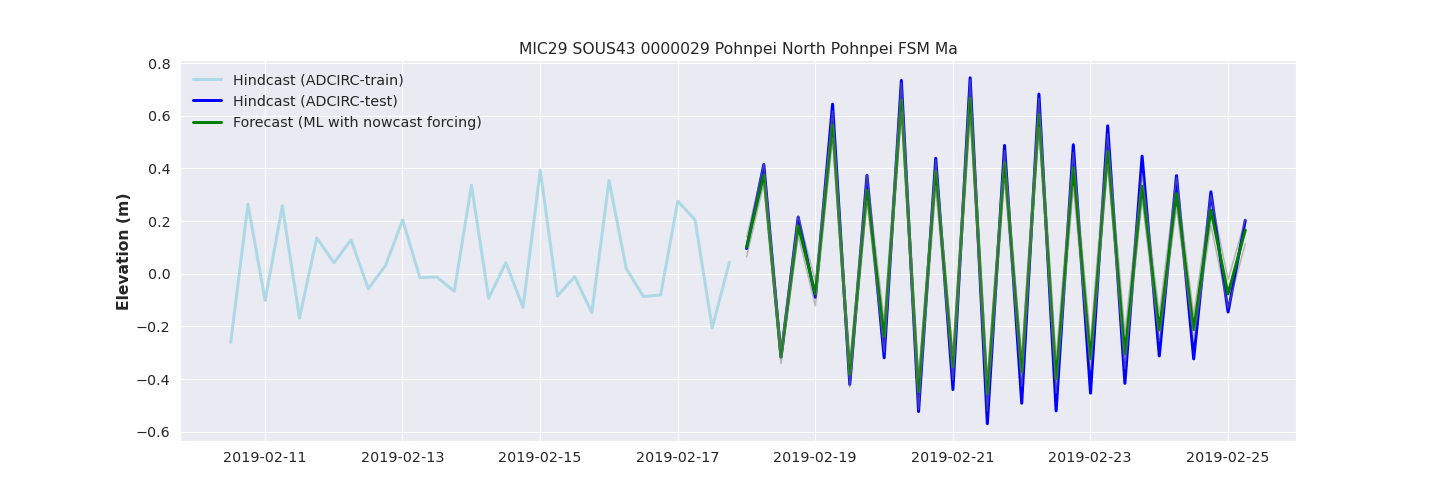 MIC29 SOUS43 0000029 Pohnpei North Pohnpei FSM Ma
Hindcast (ADCIRC-train)
Hindcast (ADCIRC-test)
Forecast (ML with nowcast forcing)
Elevation (m)
0.8
0.6
0.4
0.2
0.0
−0.2
−0.4
−0.6
2019-02-11 2019-02-13 2019-02-15 2019-02-17 2019-02-19 2019-02-21 2019-02-23 2019-02-25